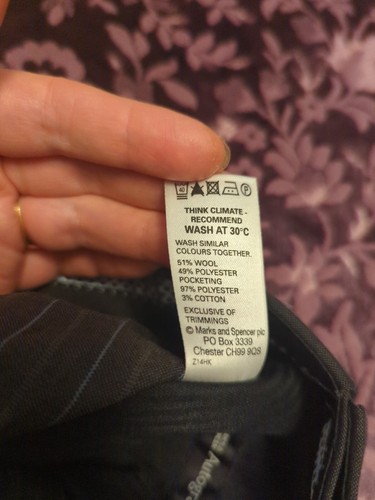 40 P
THINK CLIMATE -
RECOMMEND
WASH AT 30°C
WASH SIMILAR
COLOURS TOGETHER.
51% WOOL
49% POLYESTER
POCKETING
97% POLYESTER
3% COTTON
EXCLUSIVE OF
TRIMMINGS
© Marks and Spencer plc
PO Box 3339
Chester CH99 9QS
Z14HK